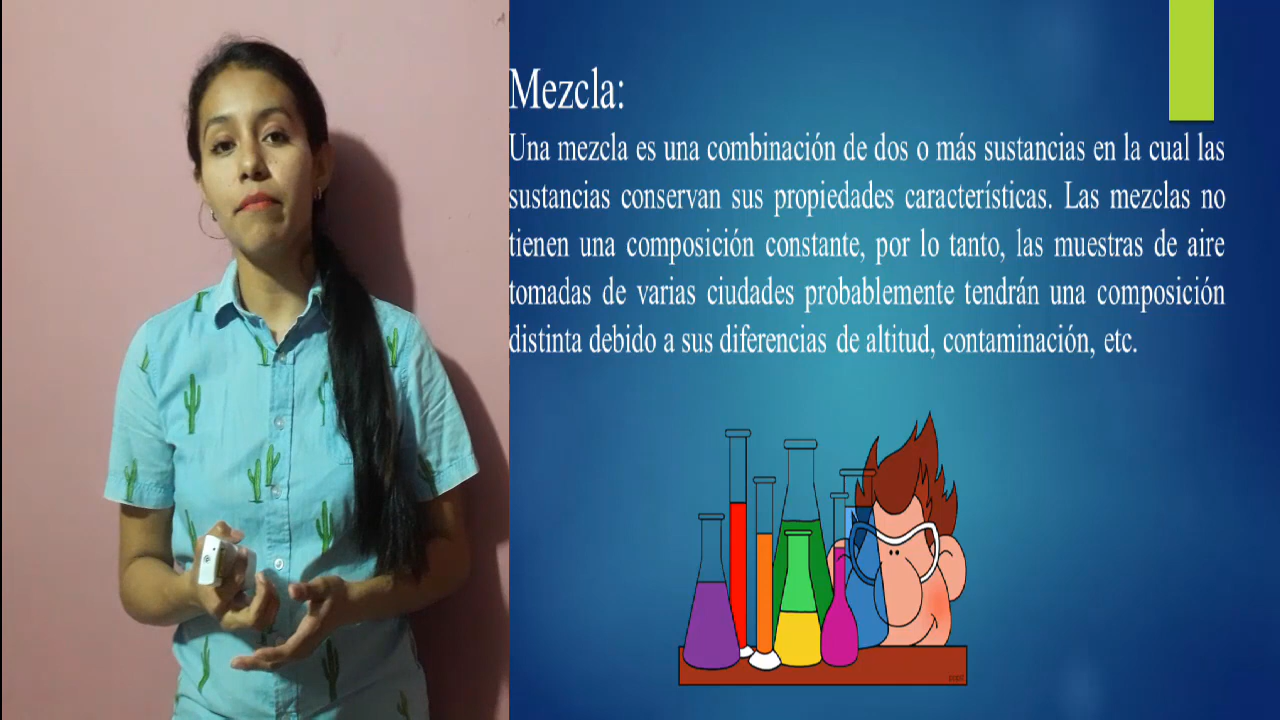 Mezcla:
Una mezcla es una combinación de dos o más sustancias en la cual las
sustancias conservan sus propiedades características. Las mezclas no
tienen una composición constante, por lo tanto, las muestras de aire
tomadas de varias ciudades probablemente tendrán una composición
distinta debido a sus diferencias de altitud, contaminación, etc.